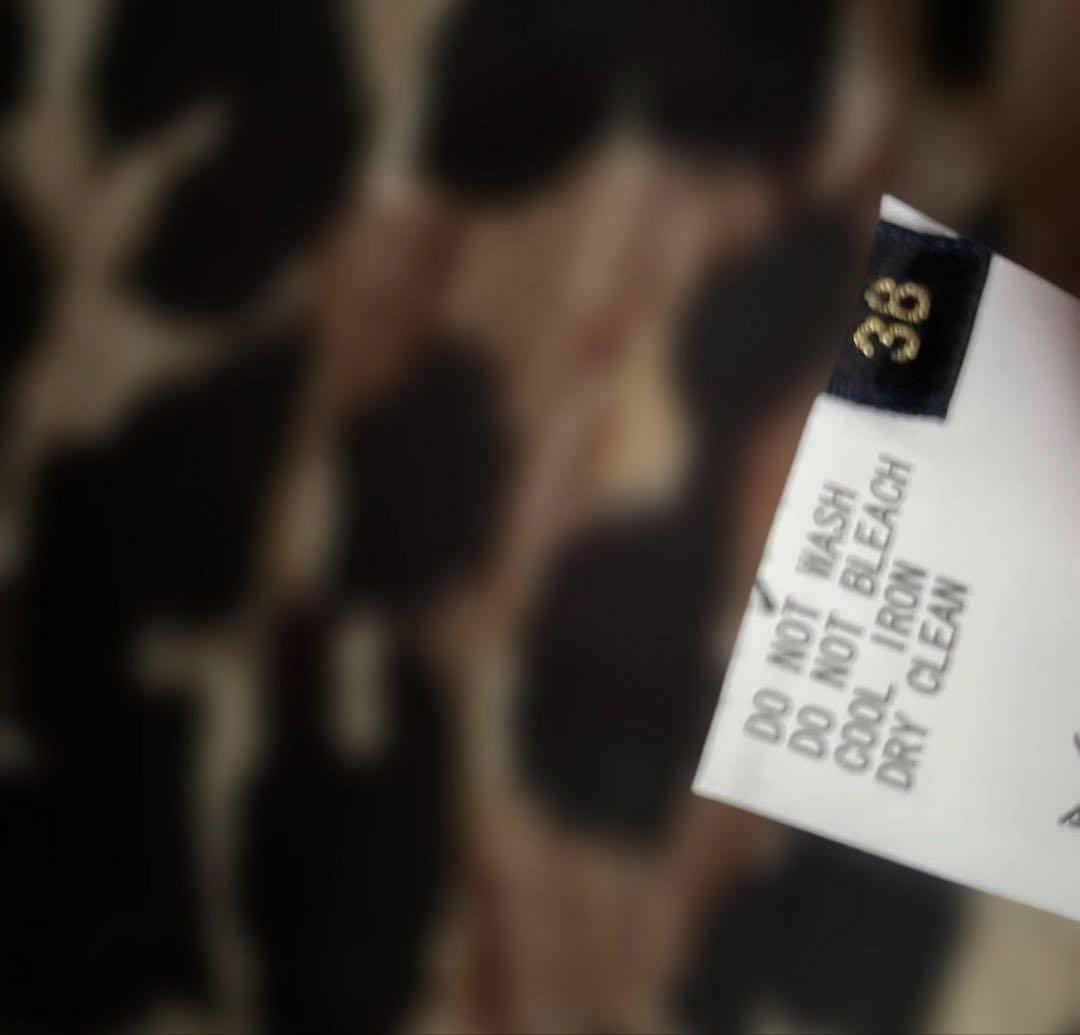 38
DO NOT WASH
DO NOT BLEACH
COOL IRON
DRY CLEAN